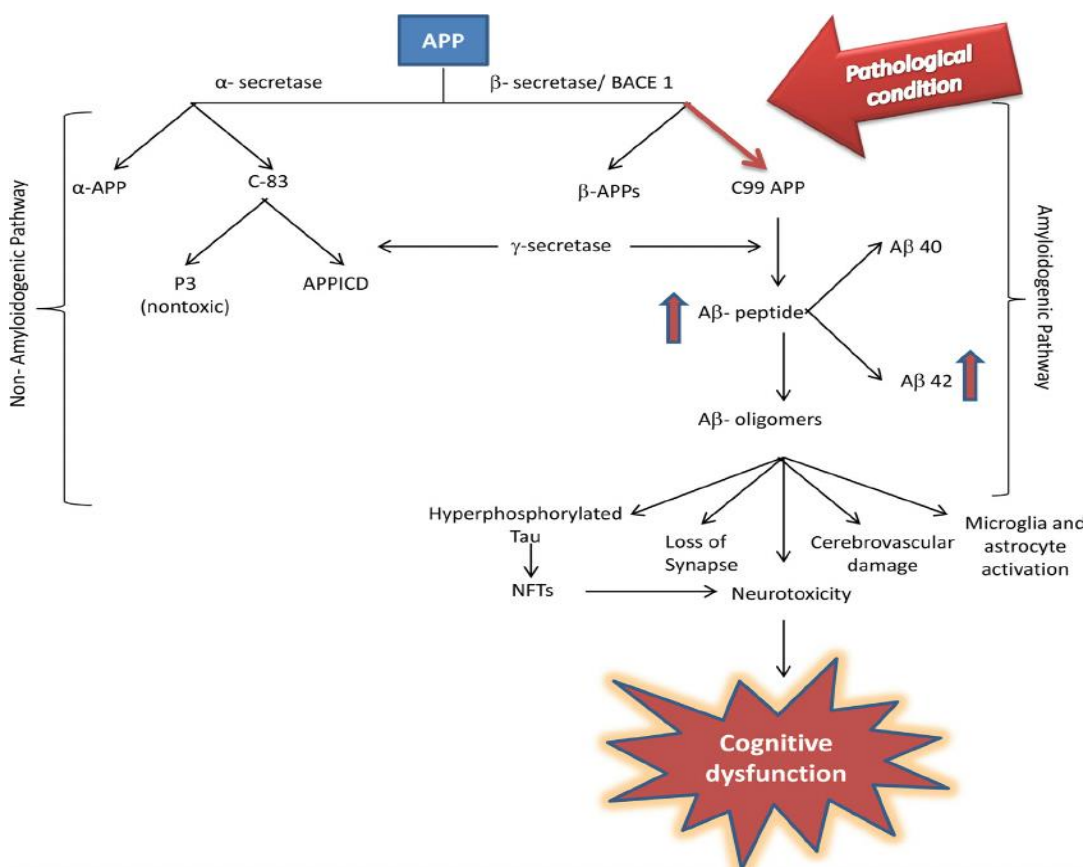 APP
α- secretase
β- secretase/ BACE 1
Pathological
condition
α-APP
C-83
β-APPs
C99 APP
γ-secretase
Aβ 40
P3
(nontoxic)
APPICD
Aβ- peptide
Aβ 42
Aβ- oligomers
Non- Amyloidogenic Pathway
Amyloidogenic Pathway
Hyperphosphorylated
Tau
Loss of
Synapse
Cerebrovascular
damage
Microglia and
astrocyte
activation
NFTs
Neurotoxicity
Cognitive
dysfunction